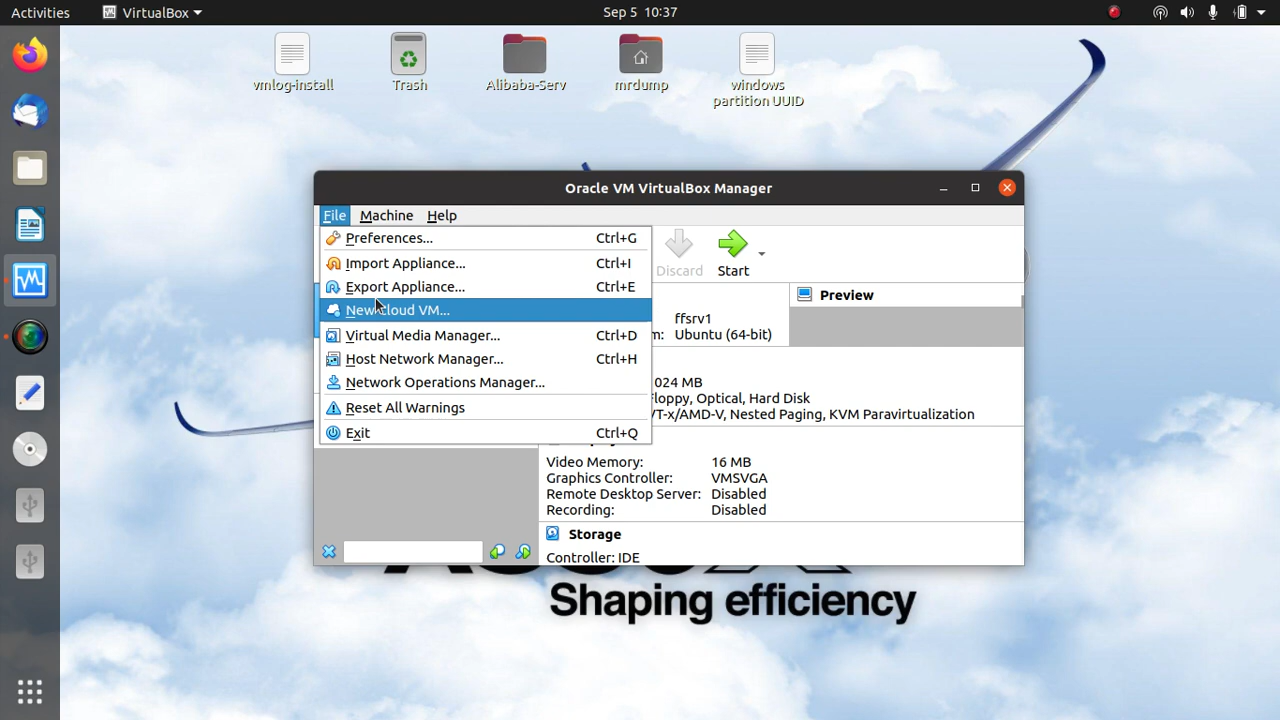 Activities VirtualBox Sep 5 10:37
vmlog-install Trash Alibaba-Serv mrdump windows
partition UUID
Oracle VM VirtualBox Manager
File Machine Help
Preferences... Ctrl+G
Import Appliance... Ctrl+I
Export Appliance... Ctrl+E
New Cloud VM...
Virtual Media Manager... Ctrl+D
Host Network Manager... Ctrl+H
Network Operations Manager...
Reset All Warnings
Exit Ctrl+Q
Discard Start
Preview
ffsrv1
m: Ubuntu (64-bit)
024 MB
Floppy, Optical, Hard Disk
VT-x/AMD-V, Nested Paging, KVM Paravirtualization
Video Memory: 16 MB
Graphics Controller: VMSVGA
Remote Desktop Server: Disabled
Recording: Disabled
Storage
Controller: IDE
Shaping efficiency